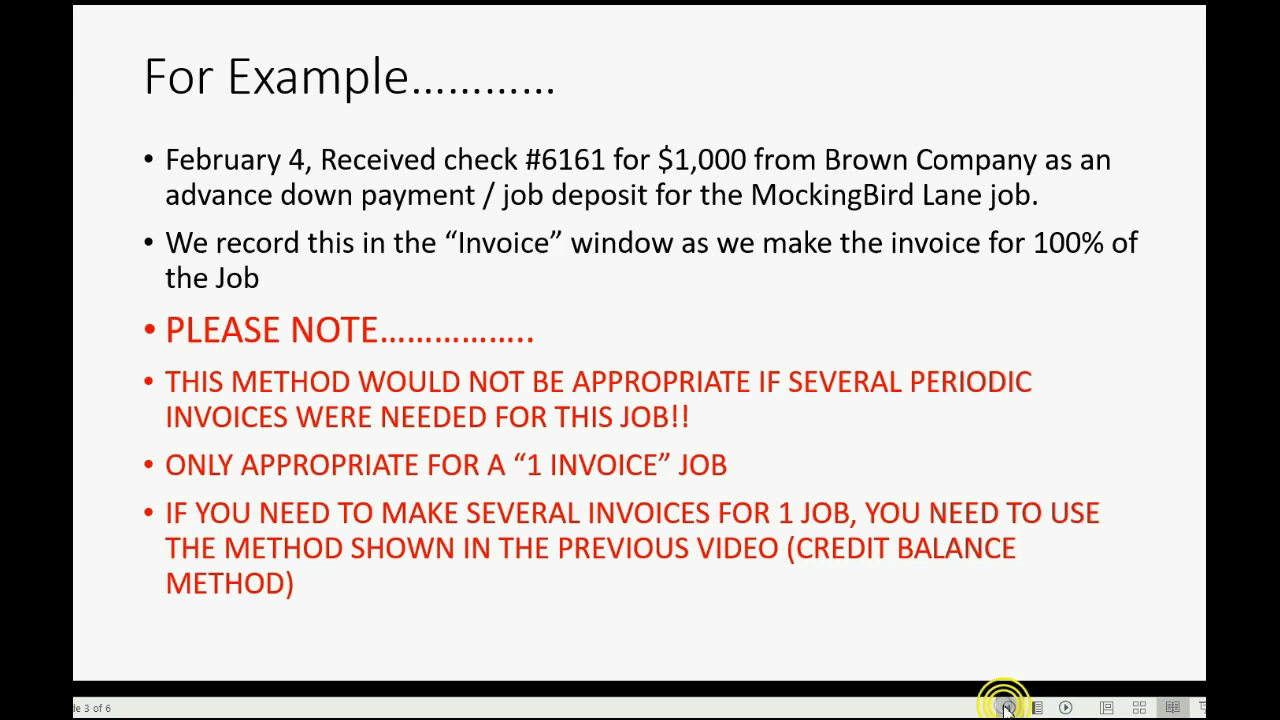 For Example…………
• February 4, Received check #6161 for $1,000 from Brown Company as an
advance down payment / job deposit for the MockingBird Lane job.
• We record this in the “Invoice” window as we make the invoice for 100% of
the Job
• PLEASE NOTE……………..
• THIS METHOD WOULD NOT BE APPROPRIATE IF SEVERAL PERIODIC
INVOICES WERE NEEDED FOR THIS JOB!!
• ONLY APPROPRIATE FOR A “1 INVOICE” JOB
• IF YOU NEED TO MAKE SEVERAL INVOICES FOR 1 JOB, YOU NEED TO USE
THE METHOD SHOWN IN THE PREVIOUS VIDEO (CREDIT BALANCE
METHOD)
de 3 of 6